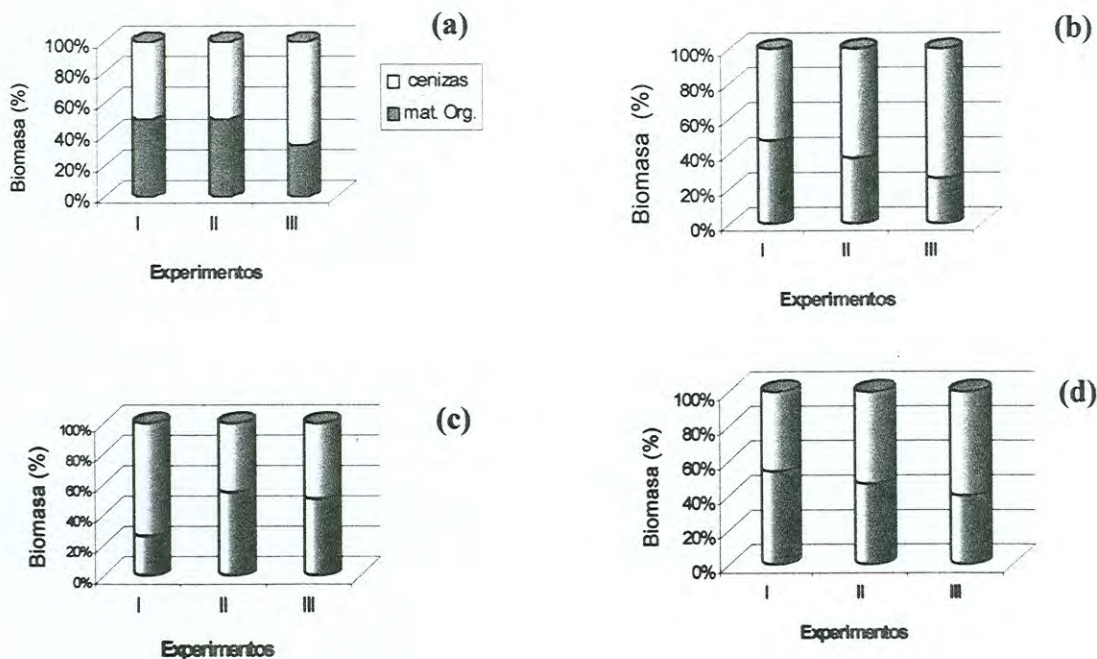 (a)
100%
80%
60%
40%
20%
0%
Biomasa (%)
I II III
Experimentos
cenizas
mat. Org.
(b)
100%
80%
60%
40%
20%
0%
Biomasa (%)
I II III
Experimentos
(c)
100%
80%
60%
40%
20%
0%
Biomasa (%)
I II III
Experimentos
(d)
100%
80%
60%
40%
20%
0%
Biomasa (%)
I II III
Experimentos